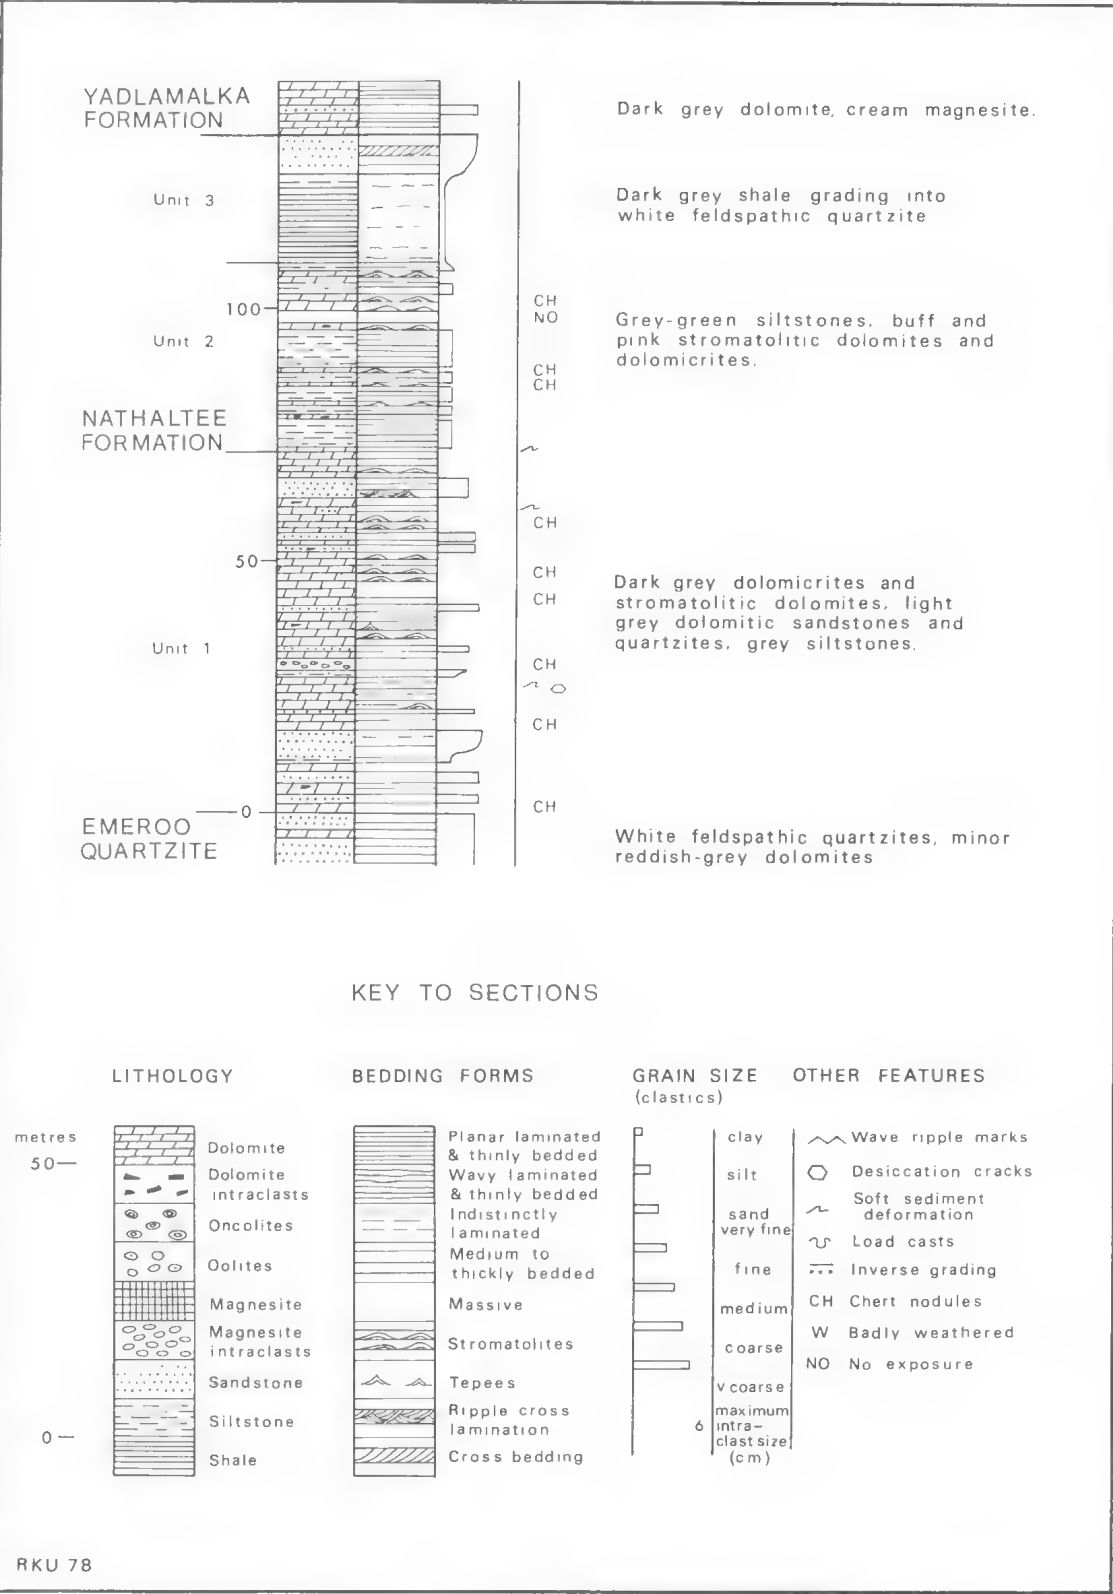 YADLAMALKA
FORMATION
Dark grey dolomite, cream magnesite.
Unit 3
Dark grey shale grading into
white feldspathic quartzite
100
CH
NO
Unit 2
Grey-green siltstones, buff and
pink stromatolitic dolomites and
dolomicrites.
CH
CH
NATHALTEE
FORMATION
CH
50
CH
CH
Dark grey dolomicrites and
stromatolitic dolomites, light
grey dolomitic sandstones and
quartzites, grey siltstones.
Unit 1
CH
CH
0
CH
EMEROO
QUARTZITE
White feldspathic quartzites, minor
reddish-grey dolomites
KEY TO SECTIONS
LITHOLOGY
metres
50
0
Dolomite
Dolomite
intraclasts
Oncolites
Oolites
Magnesite
Magnesite
intraclasts
Sandstone
Siltstone
Shale
BEDDING FORMS
Planar laminated
& thinly bedded
Wavy laminated
& thinly bedded
Indistinctly
laminated
Medium to
thickly bedded
Massive
Stromatolites
Tepees
Ripple cross
lamination
Cross bedding
GRAIN SIZE
(clastics)
clay
silt
sand
very fine
fine
medium
coarse
v coarse
maximum
6 intra-
clast size
(cm)
OTHER FEATURES
Wave ripple marks
Desiccation cracks
Soft sediment
deformation
Load casts
Inverse grading
CH Chert nodules
W Badly weathered
NO No exposure
RKU 78